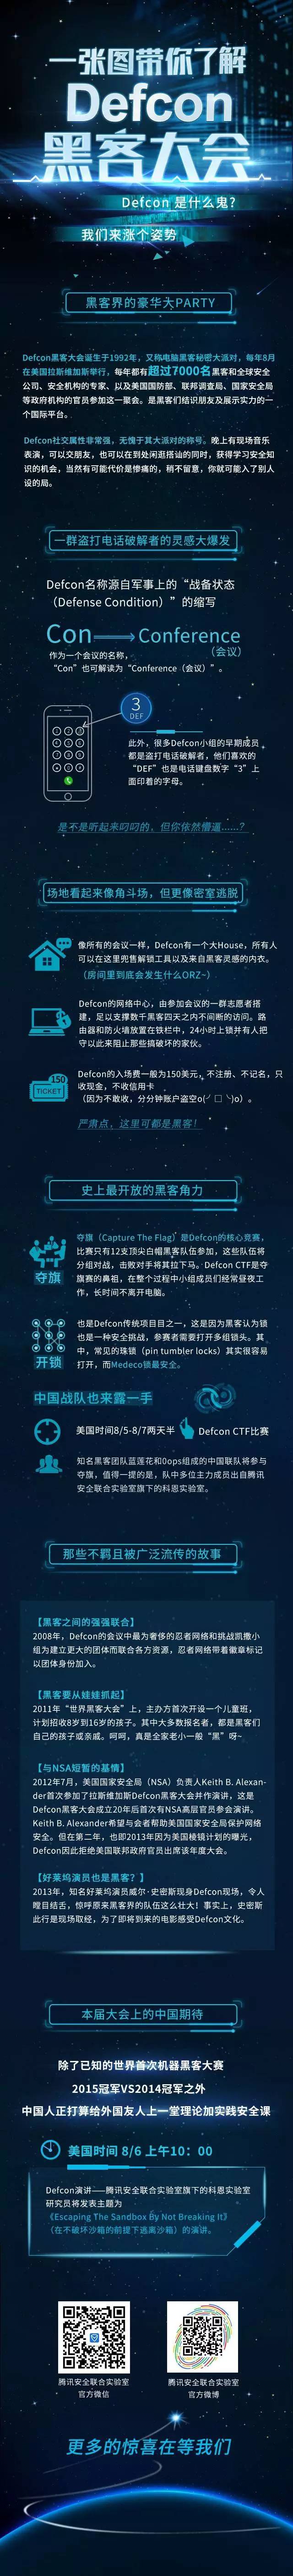 一张图带你了解
Defcon
黑客大会
Defcon 是什么鬼?
我们来涨个姿势
黑客界的豪华大PARTY
Defcon黑客大会诞生于1992年，又称电脑黑客秘密大派对，每年8月
在美国拉斯维加斯举行，每年都有超过7000名黑客和全球安全
公司、安全机构的专家、以及美国国防部、联邦调查局、国家安全局
等政府机构的官员参加这一聚会。是黑客们结识朋友及展示实力的一
个国际平台。
Defcon社交属性非常强，无愧于其大派对的称号。晚上有现场音乐
表演，可以交朋友，也可以在到处闲逛搭讪的同时，获得学习安全知
识的机会，当然有可能代价是惨痛的，稍不留意，你就可能入了别人
设的局。
一群盗打电话破解者的灵感大爆发
Defcon名称源自军事上的“战备状态
（Defense Condition）”的缩写
Con Conference
（会议）
作为一个会议的名称，
“Con”也可解读为“Conference（会议）”。
3
DEF
此外，很多Defcon小组的早期成员
都是盗打电话破解者，他们喜欢的
“DEF”也是电话键盘数字“3”上
面印着的字母。
是不是听起来叼叼的，但你依然懵逼......?
场地看起来像角斗场，但更像密室逃脱
像所有的会议一样，Defcon有一个大House，所有人
可以在这里兜售解锁工具以及来自黑客灵感的内衣。
（房间里到底会发生什么ORZ~）
Defcon的网络中心，由参加会议的一群志愿者搭
建，足以支撑数千黑客四天之内不间断的访问。路
由器和防火墙放置在铁栏中，24小时上锁并有人把
守以此来阻止那些搞破坏的家伙。
150
TICKET
Defcon的入场费一般为150美元，不注册、不记名，只
收现金，不收信用卡
（因为不敢收，分分钟账户盗空o(╯□╰)o）。
严肃点，这里可都是黑客！
史上最开放的黑客角力
夺旗
夺旗（Capture The Flag）是Defcon的核心竞赛，
比赛只有12支顶尖白帽黑客队伍参加，这些队伍将
分组对战，击败对手将其拉下马。Defcon CTF是夺
旗赛的鼻祖，在整个过程中小组成员们经常昼夜工
作，长时间不离开电脑。
开锁
也是Defcon传统项目目之一，这是因为黑客认为锁
也是一种安全挑战，参赛者需要打开多组锁头。其
中，常见的珠锁（pin tumbler locks）其实很容易
打开，而Medeco锁最安全。
中国战队也来露一手
美国时间8/5-8/7两天半
Defcon CTF比赛
知名黑客团队蓝莲花和0ops组成的中国联队将参与
夺旗，值得一提的是，队中多位主力成员出自腾讯
安全联合实验室旗下的科恩实验室。
那些不羁且被广泛流传的故事
【黑客之间的强强联合】
2008年，Defcon的会议中最为奢侈的忍者网络和挑战凯撒小
组为建立更大的团体而联合各方资源，忍者网络带着徽章标记
以团体身份加入。
【黑客要从娃娃抓起】
2011年“世界黑客大会”上，主办方首次开设一个儿童班，
计划招收8岁到16岁的孩子。其中大多数报名者，都是黑客们
自己的孩子或亲戚。呵呵，真是全家老小一般“黑”呀~
【与NSA短暂的基情】
2012年7月，美国国家安全局（NSA）负责人Keith B. Alexan-
der首次参加了拉斯维加斯Defcon黑客大会并作演讲，这是
Defcon黑客大会成立20年后首次有NSA高层官员参会演讲。
Keith B. Alexander希望与会者帮助美国国家安全局保护网络
安全。但在第二年，也即2013年因为美国棱镜计划的曝光，
Defcon因此拒绝美国联邦政府官员出席该年度大会。
【好莱坞演员也是黑客？】
2013年，知名好莱坞演员威尔·史密斯现身Defcon现场，令人
瞠目结舌，惊呼原来黑客界的队伍这么壮大！事实上，史密斯
此行是现场取经，为了即将到来的电影感受Defcon文化。
本届大会上的中国期待
除了已知的世界首次机器黑客大赛
2015冠军VS2014冠军之外
中国人正打算给外国友人上一堂理论加实践安全课
美国时间 8/6 上午10：00
Defcon演讲——腾讯安全联合实验室旗下的科恩实验室
研究员将发表主题为
《Escaping The Sandbox By Not Breaking It》
（在不破坏沙箱的前提下逃离沙箱）的演讲。
腾讯安全联合实验室
官方微信
腾讯安全联合实验室
官方微博
更多的惊喜在等我们